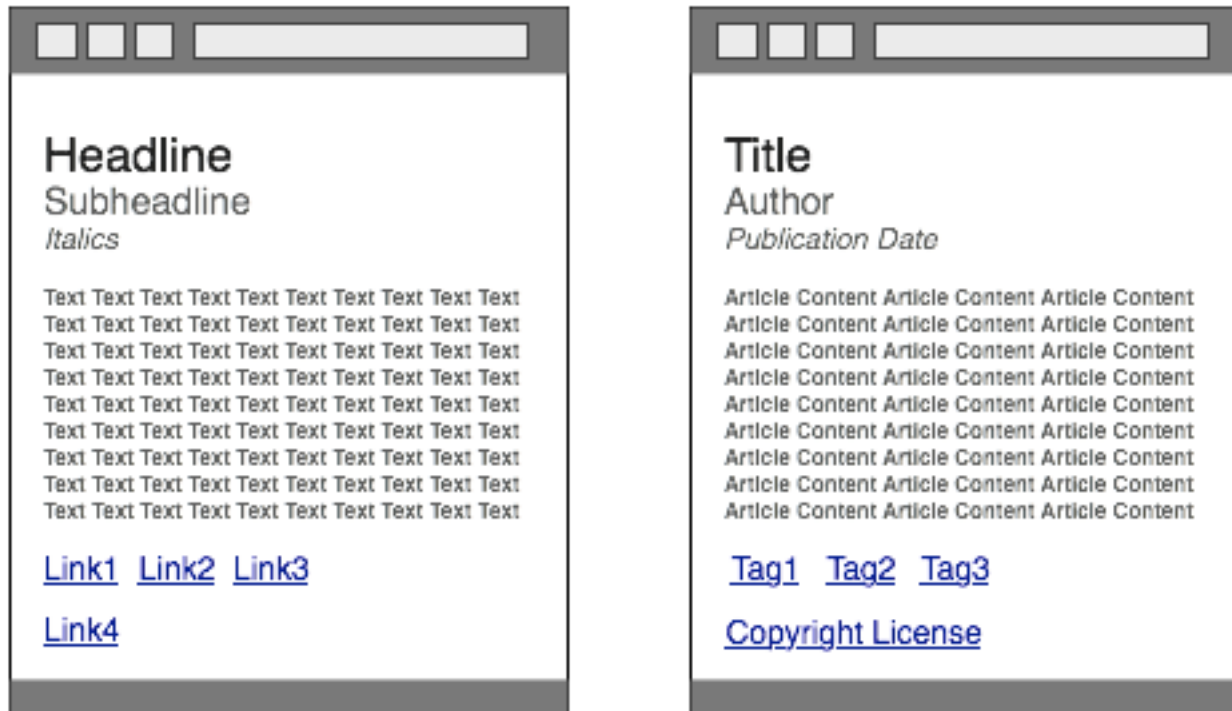 Headline
Subheadline
Italics
Text Text Text Text Text Text Text Text Text Text
Text Text Text Text Text Text Text Text Text Text
Text Text Text Text Text Text Text Text Text Text
Text Text Text Text Text Text Text Text Text Text
Text Text Text Text Text Text Text Text Text Text
Text Text Text Text Text Text Text Text Text Text
Text Text Text Text Text Text Text Text Text Text
Text Text Text Text Text Text Text Text Text Text
Text Text Text Text Text Text Text Text Text Text
Link1 Link2 Link3
Link4
Title
Author
Publication Date
Article Content Article Content Article Content
Article Content Article Content Article Content
Article Content Article Content Article Content
Article Content Article Content Article Content
Article Content Article Content Article Content
Article Content Article Content Article Content
Article Content Article Content Article Content
Article Content Article Content Article Content
Article Content Article Content Article Content
Tag1 Tag2 Tag3
Copyright License